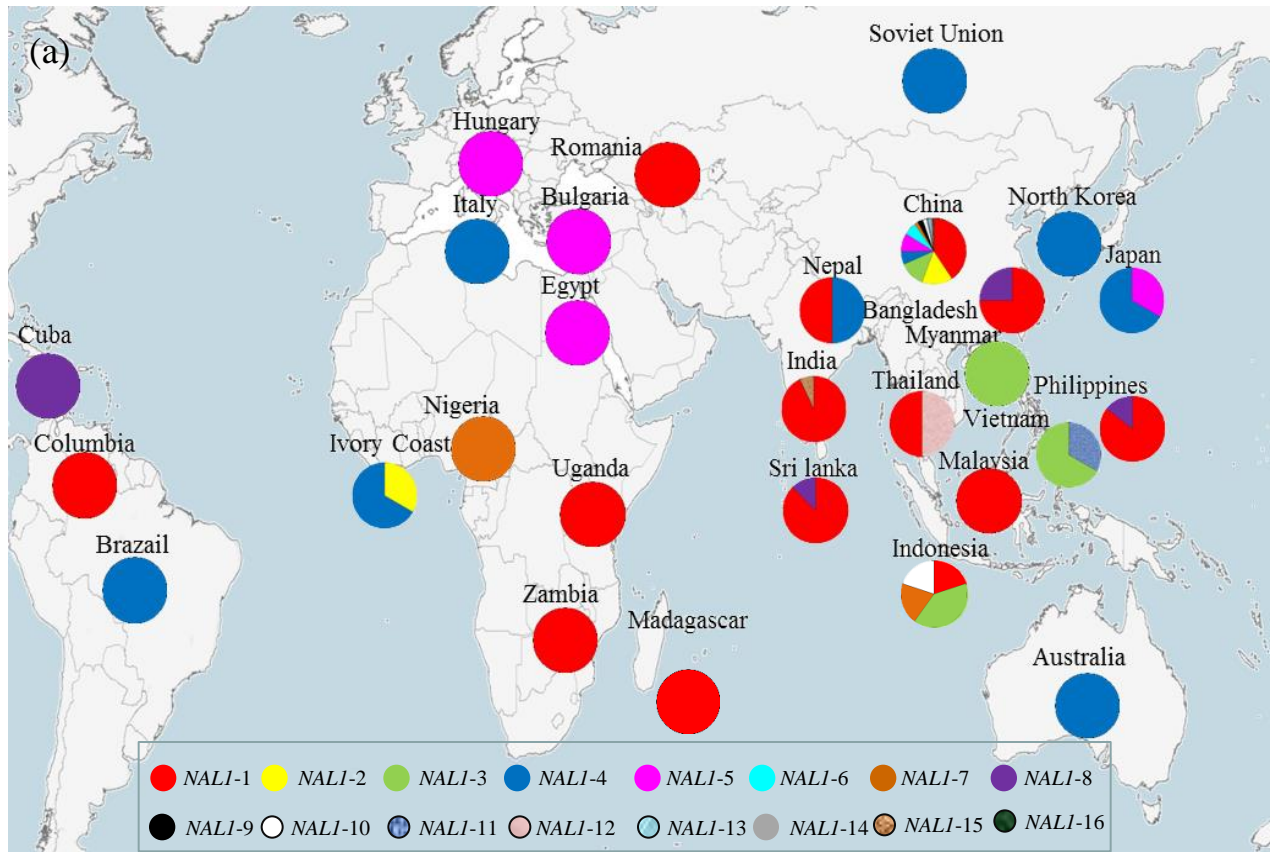 (a)
Soviet Union
Hungary
Romania
Italy
Bulgaria
China
North Korea
Nepal
Japan
Egypt
Bangladesh
Myanmar
Cuba
India
Thailand
Philippines
Nigeria
Vietnam
Columbia
Ivory Coast
Uganda
Sri lanka
Malaysia
Brazail
Indonesia
Zambia
Madagascar
Australia
NAL1-1 NAL1-2 NAL1-3 NAL1-4 NAL1-5 NAL1-6 NAL1-7 NAL1-8
NAL1-9 NAL1-10 NAL1-11 NAL1-12 NAL1-13 NAL1-14 NAL1-15 NAL1-16